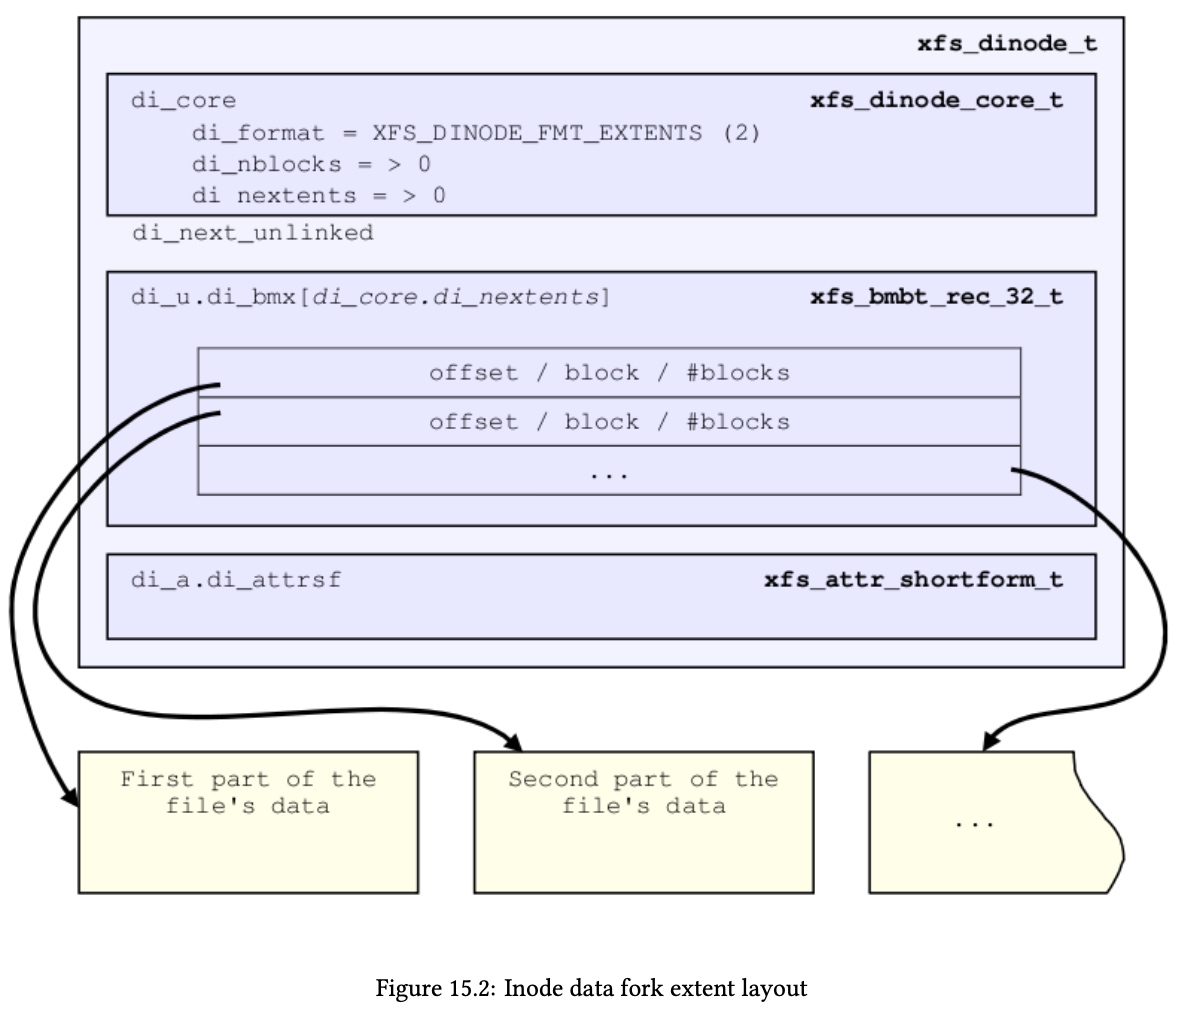 xfs_dinode_t
di_core xfs_dinode_core_t
di_format = XFS_DINODE_FMT_EXTENTS (2)
di_nblocks = > 0
di nextents = > 0
di_next_unlinked
di_u.di_bmx[di_core.di_nextents] xfs_bmbt_rec_32_t
offset / block / #blocks
offset / block / #blocks
...
di_a.di_attrsf xfs_attr_shortform_t
First part of the
file's data
Second part of the
file's data
...
Figure 15.2: Inode data fork extent layout